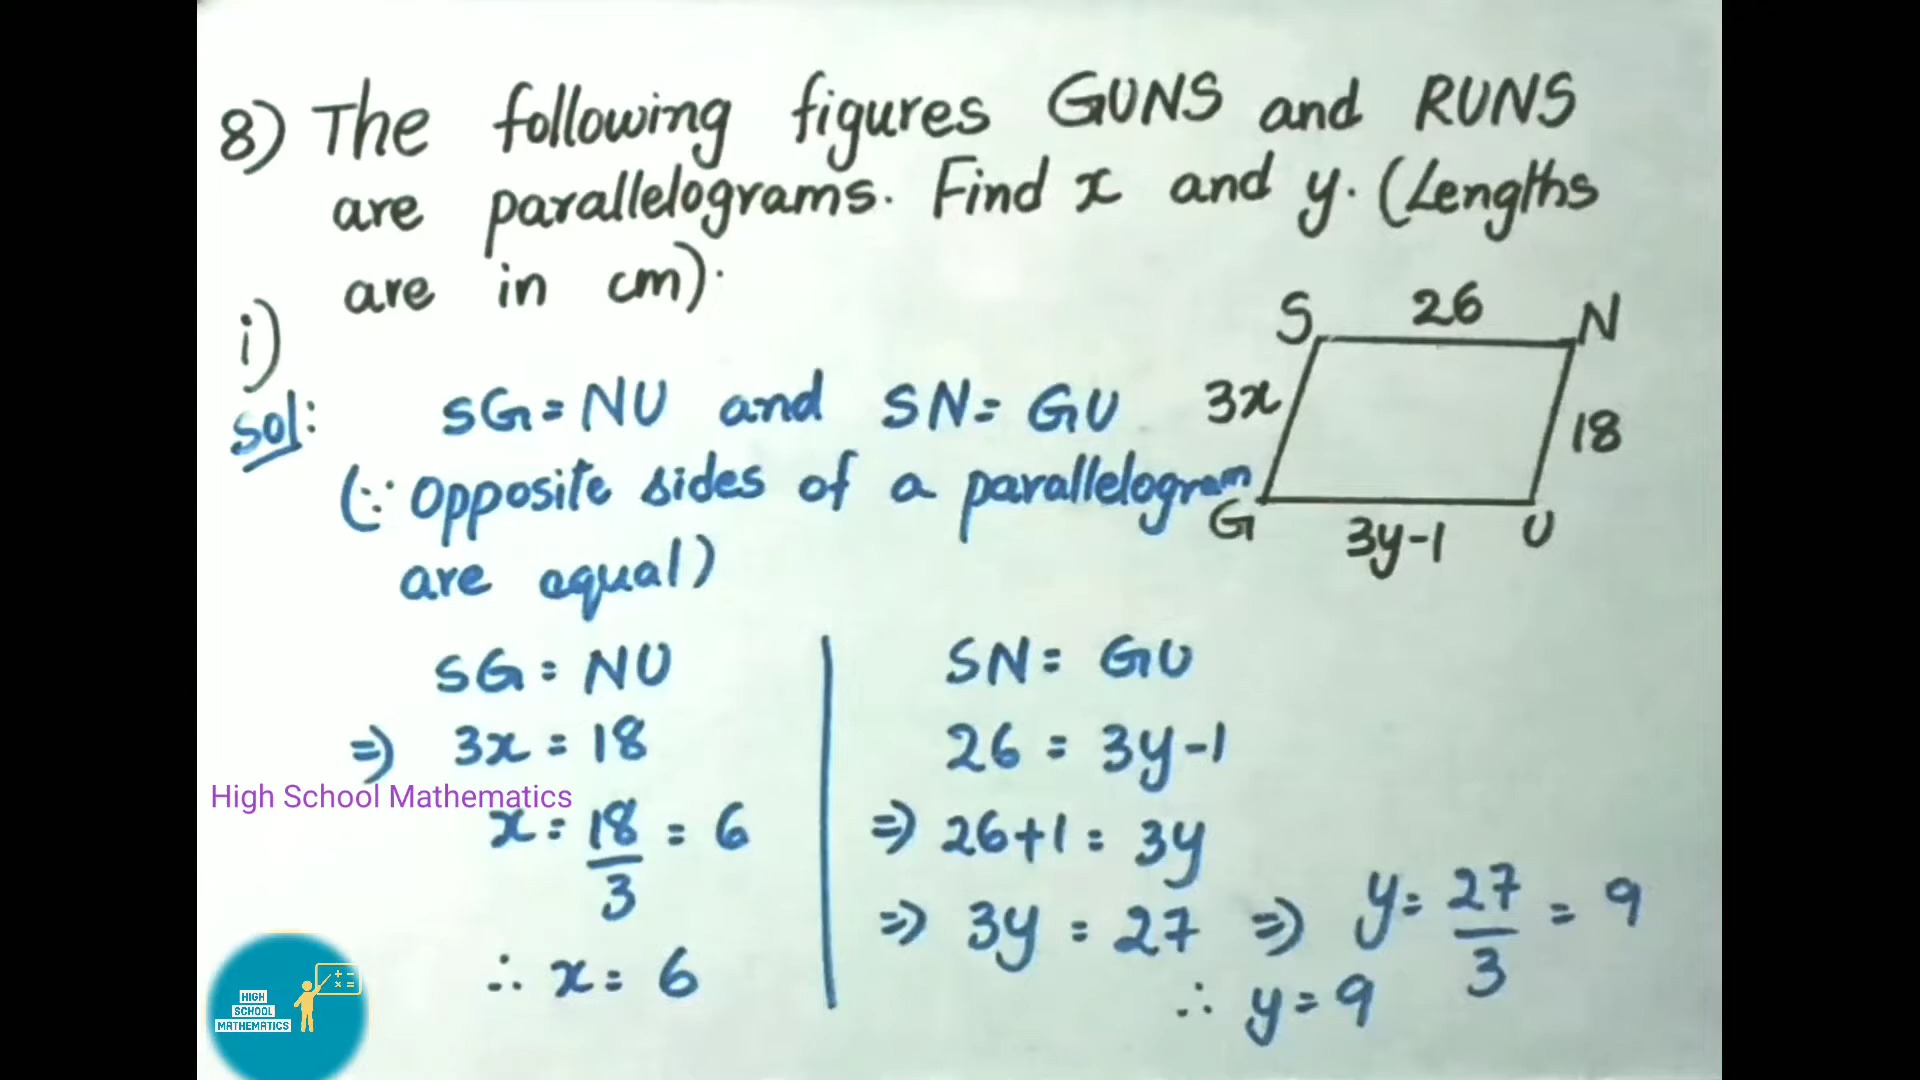 8) The following figures GUNS and RUNS
are parallelograms. Find x and y. (Lengths
are in cm).
i)
S 26 N
3x
18
G 3y-1 U
Sol: SG = NU and SN = GU
(∵ Opposite sides of a parallelogram
are equal)
SG = NU
⇒ 3x = 18
x = 18/3 = 6
∴ x = 6
SN = GU
26 = 3y-1
⇒ 26+1 = 3y
⇒ 3y = 27 ⇒ y = 27/3 = 9
∴ y = 9
High School Mathematics
HIGH
SCHOOL
MATHEMATICS
+ -
× =